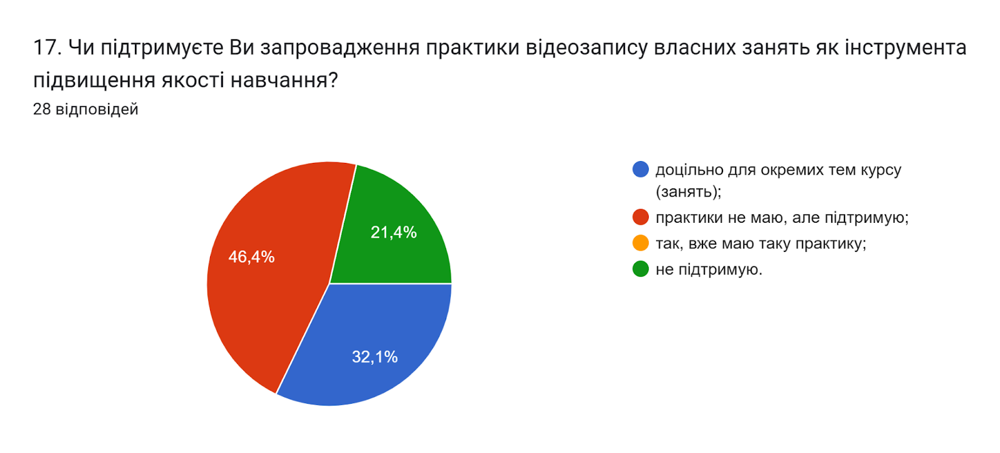 17. Чи підтримуєте Ви запровадження практики відеозапису власних занять як інструмента
підвищення якості навчання?
28 відповідей
доцільно для окремих тем курсу
(занять);
практики не маю, але підтримую;
так, вже маю таку практику;
не підтримую.
21,4%
46,4%
32,1%